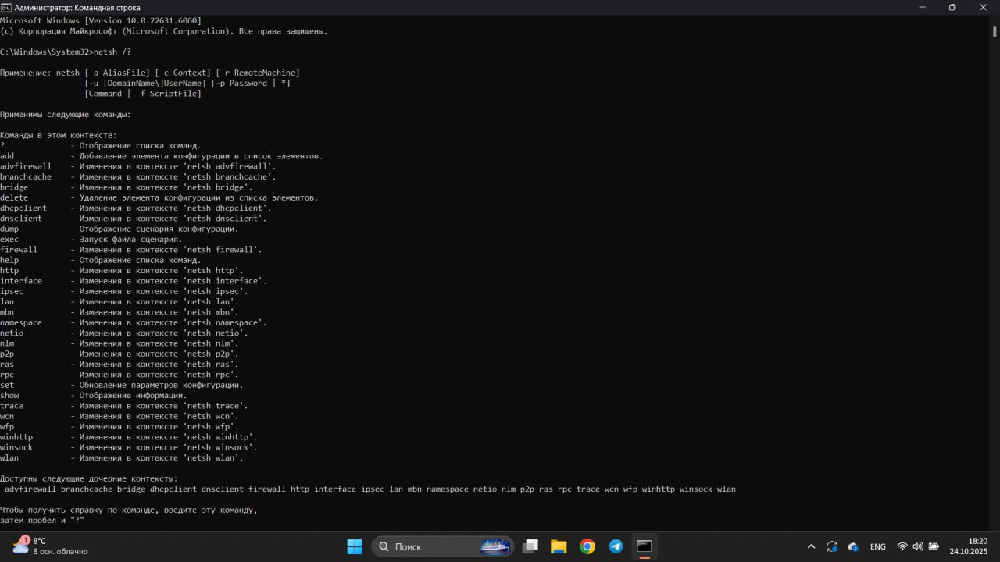 Администратор: Командная строка
Microsoft Windows [Version 10.0.22631.6060]
(c) Корпорация Майкрософт (Microsoft Corporation). Все права защищены.
C:\Windows\System32>netsh /?
Применение: netsh [-a AliasFile] [-c Context] [-r RemoteMachine]
[-u [DomainName\]UserName] [-p Password | *]
[Command | -f ScriptFile]
Применимы следующие команды:
Команды в этом контексте:
? - Отображение списка команд.
add - Добавление элемента конфигурации в список элементов.
advfirewall - Изменения в контексте 'netsh advfirewall'.
branchcache - Изменения в контексте 'netsh branchcache'.
bridge - Изменения в контексте 'netsh bridge'.
delete - Удаление элемента конфигурации из списка элементов.
dhcpclient - Изменения в контексте 'netsh dhcpclient'.
dnsclient - Изменения в контексте 'netsh dnsclient'.
dump - Отображение сценария конфигурации.
exec - Запуск файла сценария.
firewall - Изменения в контексте 'netsh firewall'.
help - Отображение списка команд.
http - Изменения в контексте 'netsh http'.
interface - Изменения в контексте 'netsh interface'.
ipsec - Изменения в контексте 'netsh ipsec'.
lan - Изменения в контексте 'netsh lan'.
mbn - Изменения в контексте 'netsh mbn'.
namespace - Изменения в контексте 'netsh namespace'.
netio - Изменения в контексте 'netsh netio'.
nlm - Изменения в контексте 'netsh nlm'.
p2p - Изменения в контексте 'netsh p2p'.
ras - Изменения в контексте 'netsh ras'.
rpc - Изменения в контексте 'netsh rpc'.
set - Обновление параметров конфигурации.
show - Отображение информации.
trace - Изменения в контексте 'netsh trace'.
wcn - Изменения в контексте 'netsh wcn'.
wfp - Изменения в контексте 'netsh wfp'.
winhttp - Изменения в контексте 'netsh winhttp'.
winsock - Изменения в контексте 'netsh winsock'.
wlan - Изменения в контексте 'netsh wlan'.
Доступны следующие дочерние контексты:
advfirewall branchcache bridge dhcpclient dnsclient firewall http interface ipsec lan mbn namespace netio nlm p2p ras rpc trace wcn wfp winhttp winsock wlan
Чтобы получить справку по команде, введите эту команду,
затем пробел и "?"
1
8°C
В осн. облачно
Поиск
ENG
18:20
24.10.2025